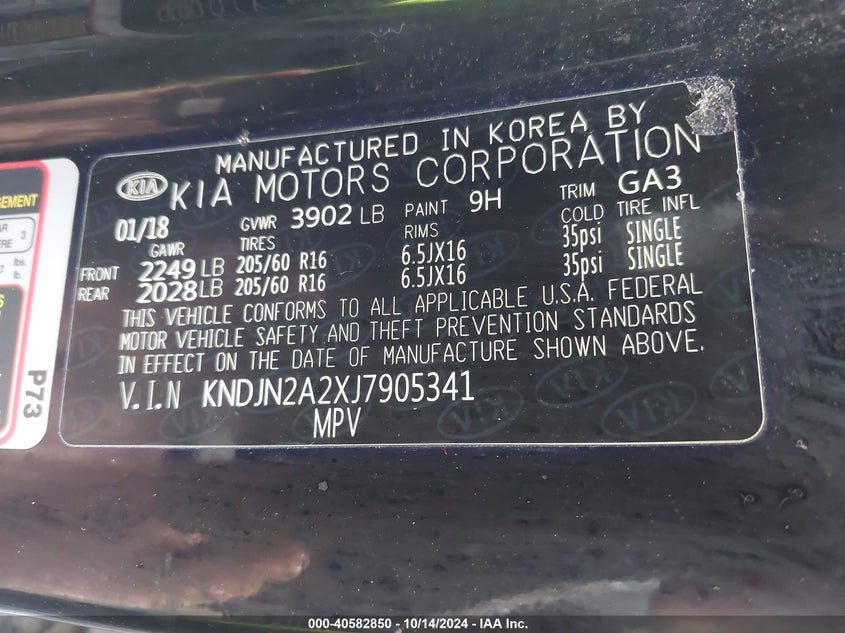 MANUFACTURED IN KOREA BY
KIA KIA MOTORS CORPORATION
01/18 GVWR 3902 LB PAINT 9H TRIM GA3
GAWR TIRES RIMS COLD TIRE INFL
FRONT 2249 LB 205/60 R16 6.5JX16 35psi SINGLE
REAR 2028 LB 205/60 R16 6.5JX16 35psi SINGLE
THIS VEHICLE CONFORMS TO ALL APPLICABLE U.S.A. FEDERAL
MOTOR VEHICLE SAFETY AND THEFT PREVENTION STANDARDS
IN EFFECT ON THE DATE OF MANUFACTURE SHOWN ABOVE.
V.I.N KNDJN2A2XJ7905341
MPV
P73
000-40582850 | 10/14/2024 | IAA Inc.